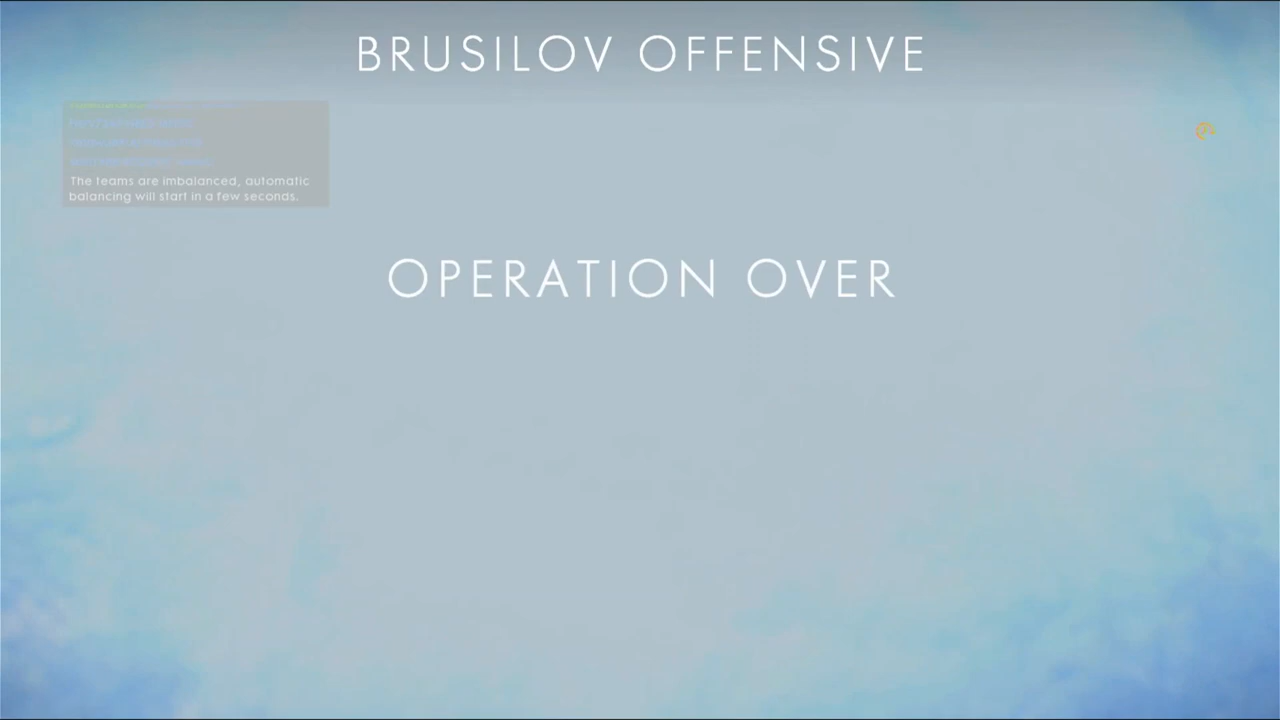 BRUSILOV OFFENSIVE
The teams are imbalanced, automatic
balancing will start in a few seconds.
OPERATION OVER